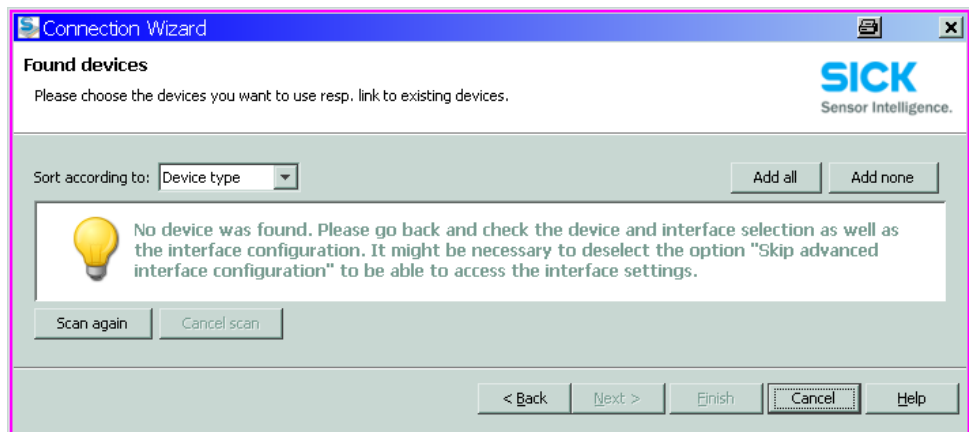 Connection Wizard
Found devices
Please choose the devices you want to use resp. link to existing devices.
SICK
Sensor Intelligence.
Sort according to: Device type
Add all
Add none
No device was found. Please go back and check the device and interface selection as well as
the interface configuration. It might be necessary to deselect the option "Skip advanced
interface configuration" to be able to access the interface settings.
Scan again
Cancel scan
< Back
Next >
Finish
Cancel
Help